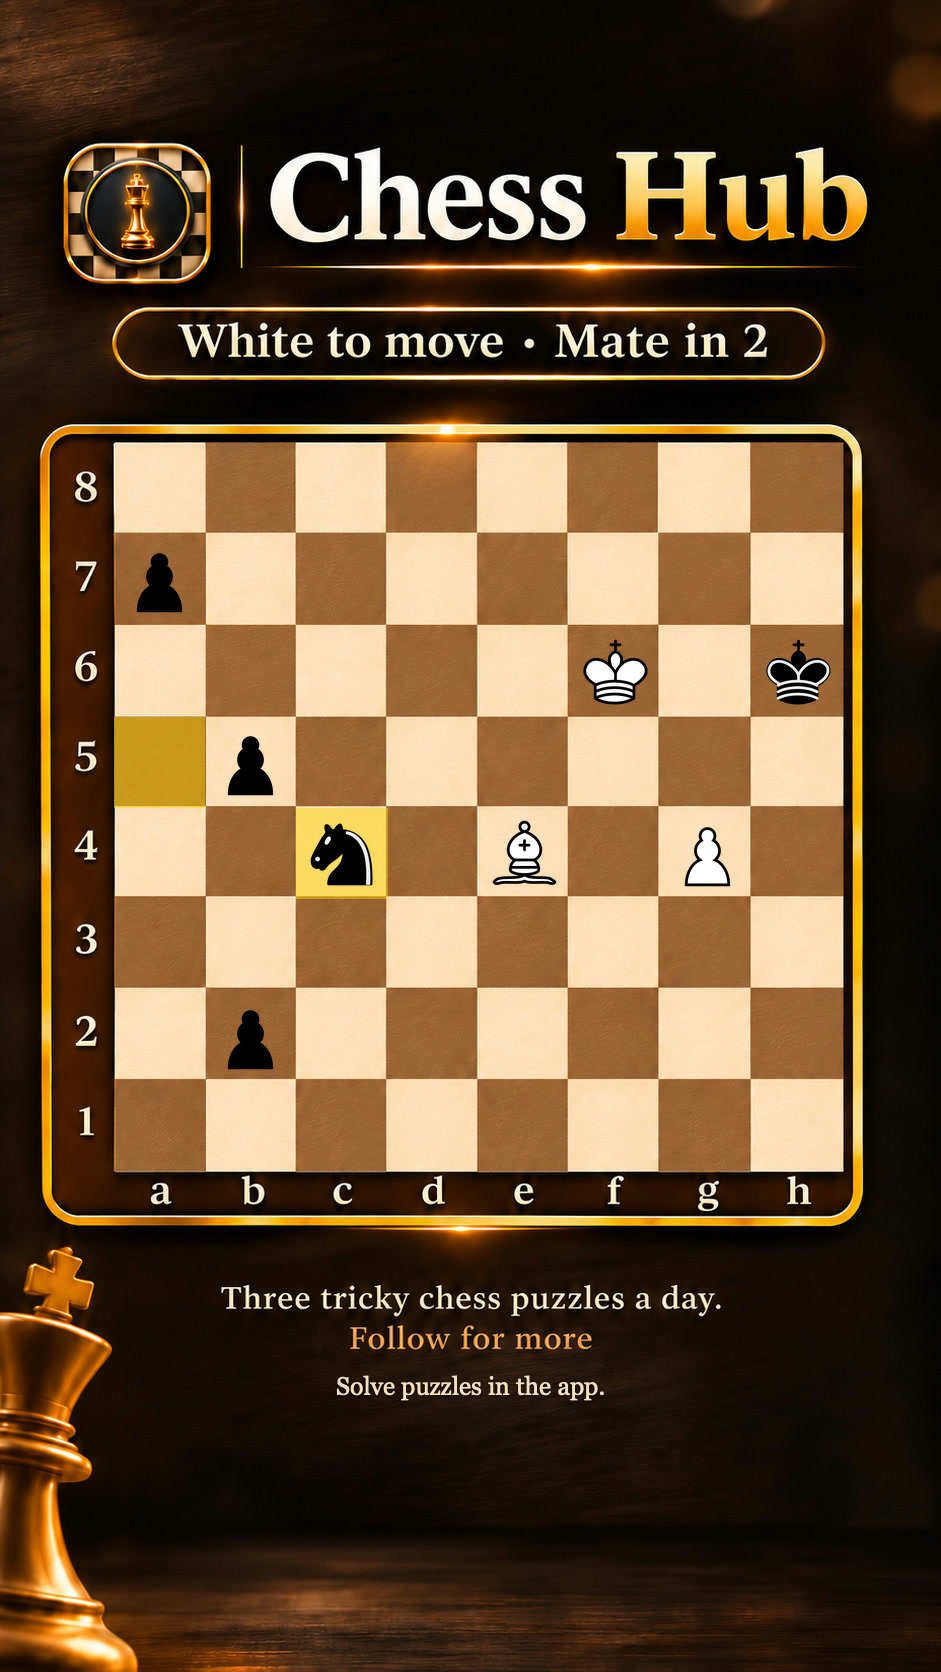 Chess Hub
White to move • Mate in 2
8
7
6
5
4
3
2
1
a b c d e f g h
Three tricky chess puzzles a day.
Follow for more
Solve puzzles in the app.